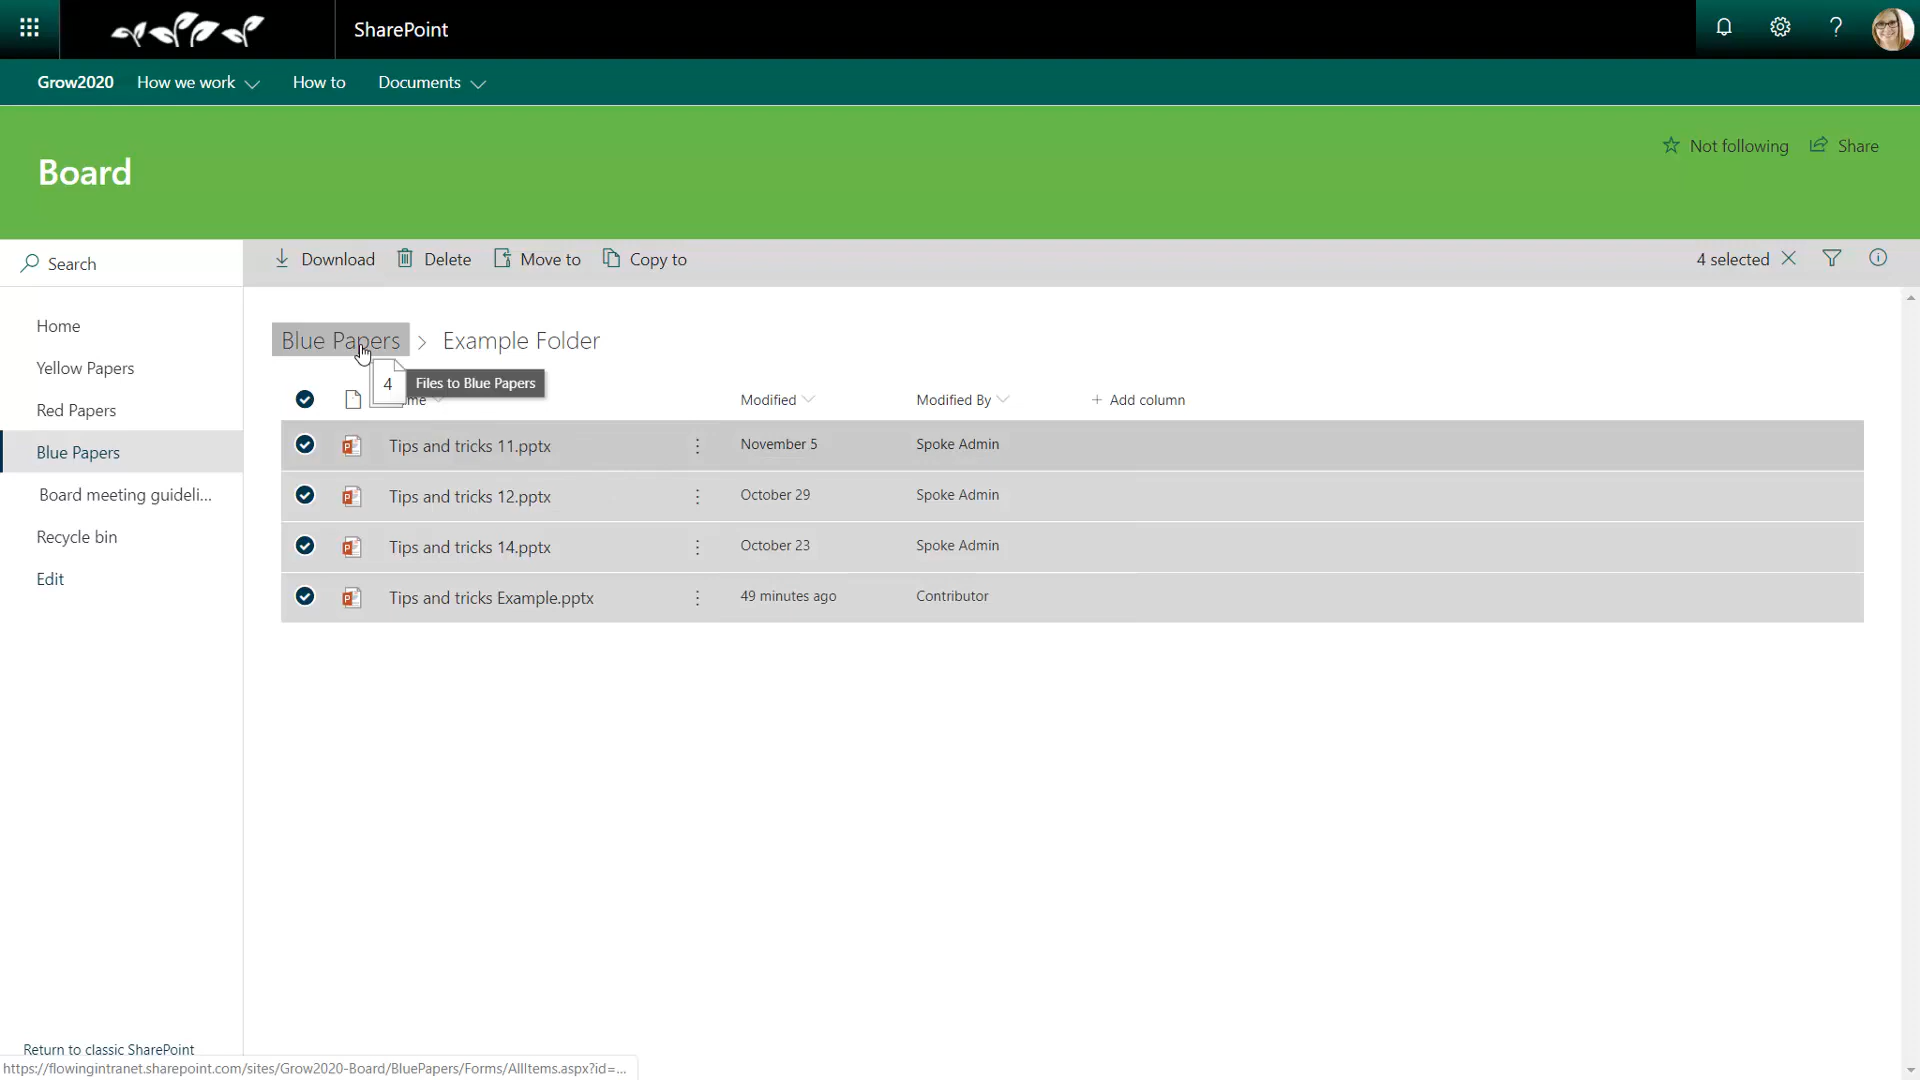 SharePoint
Grow2020 How we work How to Documents
Board
Not following Share
Search
Download Delete Move to Copy to 4 selected
Home
Yellow Papers
Red Papers
Blue Papers
Board meeting guideli...
Recycle bin
Edit
Return to classic SharePoint
Blue Papers > Example Folder
4 Files to Blue Papers
Modified Modified By + Add column
Tips and tricks 11.pptx November 5 Spoke Admin
Tips and tricks 12.pptx October 29 Spoke Admin
Tips and tricks 14.pptx October 23 Spoke Admin
Tips and tricks Example.pptx 49 minutes ago Contributor
https://flowingintranet.sharepoint.com/sites/Grow2020-Board/BluePapers/Forms/AllItems.aspx?id=...